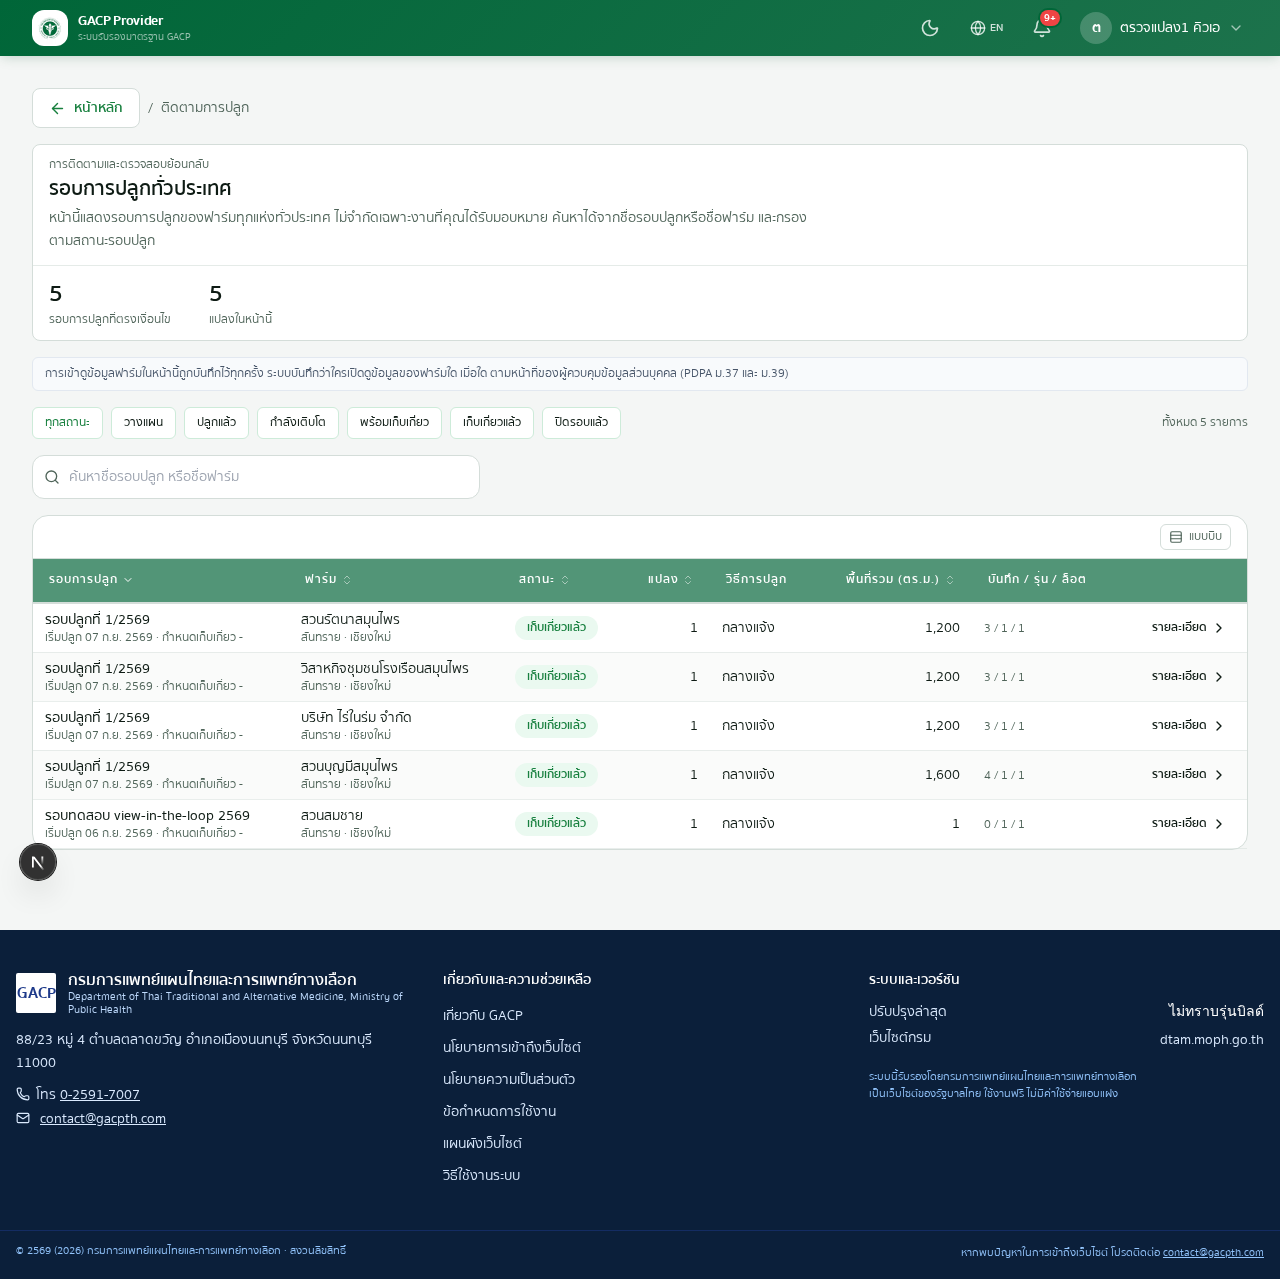 GACP Provider
ระบบรับรองมาตรฐาน GACP
EN
9+
ต
ตรวจแปลง1 คิวเอ
หน้าหลัก
/
ติดตามการปลูก
การติดตามและตรวจสอบย้อนกลับ
รอบการปลูกทั่วประเทศ
หน้านี้แสดงรอบการปลูกของฟาร์มทุกแห่งทั่วประเทศ ไม่จำกัดเฉพาะงานที่คุณได้รับมอบหมาย ค้นหาได้จากชื่อรอบปลูกหรือชื่อฟาร์ม และกรอง
ตามสถานะรอบปลูก
5
5
รอบการปลูกที่ตรงเงื่อนไข
แปลงในหน้านี้
การเข้าดูข้อมูลฟาร์มในหน้านี้ถูกบันทึกไว้ทุกครั้ง ระบบบันทึกว่าใครเปิดดูข้อมูลของฟาร์มใด เมื่อใด ตามหน้าที่ของผู้ควบคุมข้อมูลส่วนบุคคล (PDPA ม.37 และ ม.39)
ทุกสถานะ
วางแผน
ปลูกแล้ว
กำลังเติบโต
พร้อมเก็บเกี่ยว
เก็บเกี่ยวแล้ว
ปิดรอบแล้ว
ทั้งหมด 5 รายการ
ค้นหาชื่อรอบปลูก หรือชื่อฟาร์ม
แบบบีบ
รอบการปลูก
ฟาร์ม
สถานะ
แปลง
วิธีการปลูก
พื้นที่รวม (ตร.ม.)
บันทึก / รุ่น / ล็อต
รอบปลูกที่ 1/2569
เริ่มปลูก 07 ก.ย. 2569 · กำหนดเก็บเกี่ยว -
สวนรัตนาสมุนไพร
สันทราย · เชียงใหม่
เก็บเกี่ยวแล้ว
1
กลางแจ้ง
1,200
3 / 1 / 1
รายละเอียด
รอบปลูกที่ 1/2569
เริ่มปลูก 07 ก.ย. 2569 · กำหนดเก็บเกี่ยว -
วิสาหกิจชุมชนโรงเรือนสมุนไพร
สันทราย · เชียงใหม่
เก็บเกี่ยวแล้ว
1
กลางแจ้ง
1,200
3 / 1 / 1
รายละเอียด
รอบปลูกที่ 1/2569
เริ่มปลูก 07 ก.ย. 2569 · กำหนดเก็บเกี่ยว -
บริษัท ไร่ในร่ม จำกัด
สันทราย · เชียงใหม่
เก็บเกี่ยวแล้ว
1
กลางแจ้ง
1,200
3 / 1 / 1
รายละเอียด
รอบปลูกที่ 1/2569
เริ่มปลูก 07 ก.ย. 2569 · กำหนดเก็บเกี่ยว -
สวนบุญมีสมุนไพร
สันทราย · เชียงใหม่
เก็บเกี่ยวแล้ว
1
กลางแจ้ง
1,600
4 / 1 / 1
รายละเอียด
รอบทดสอบ view-in-the-loop 2569
เริ่มปลูก 06 ก.ย. 2569 · กำหนดเก็บเกี่ยว -
สวนสมชาย
สันทราย · เชียงใหม่
เก็บเกี่ยวแล้ว
1
กลางแจ้ง
1
0 / 1 / 1
รายละเอียด
N
GACP
กรมการแพทย์แผนไทยและการแพทย์ทางเลือก
Department of Thai Traditional and Alternative Medicine, Ministry of
Public Health
88/23 หมู่ 4 ตำบลตลาดขวัญ อำเภอเมืองนนทบุรี จังหวัดนนทบุรี
11000
โทร 0-2591-7007
contact@gacpth.com
เกี่ยวกับและความช่วยเหลือ
เกี่ยวกับ GACP
นโยบายการเข้าถึงเว็บไซต์
นโยบายความเป็นส่วนตัว
ข้อกำหนดการใช้งาน
แผนผังเว็บไซต์
วิธีใช้งานระบบ
ระบบและเวอร์ชัน
ปรับปรุงล่าสุด
ไม่ทราบรุ่นบิลด์
เว็บไซต์กรม
dtam.moph.go.th
ระบบนี้รับรองโดยกรมการแพทย์แผนไทยและการแพทย์ทางเลือก
เป็นเว็บไซต์ของรัฐบาลไทย ใช้งานฟรี ไม่มีค่าใช้จ่ายแอบแฝง
© 2569 (2026) กรมการแพทย์แผนไทยและการแพทย์ทางเลือก · สงวนลิขสิทธิ์
หากพบปัญหาในการเข้าถึงเว็บไซต์ โปรดติดต่อ contact@gacpth.com